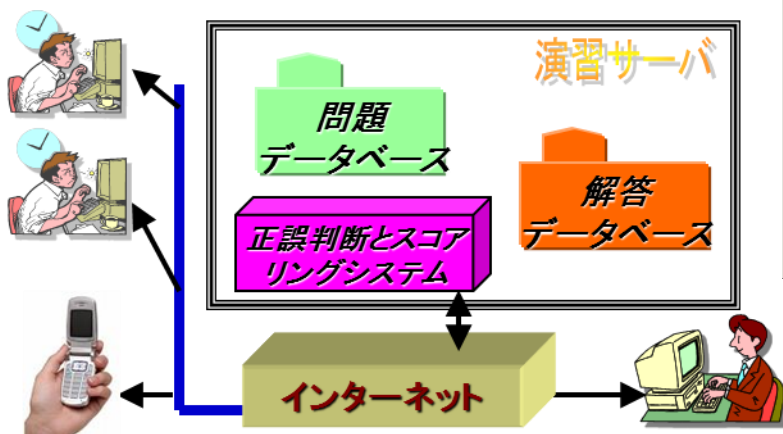 演習サーバ
問題
データベース
解答
データベース
正誤判断とスコア
リングシステム
インターネット